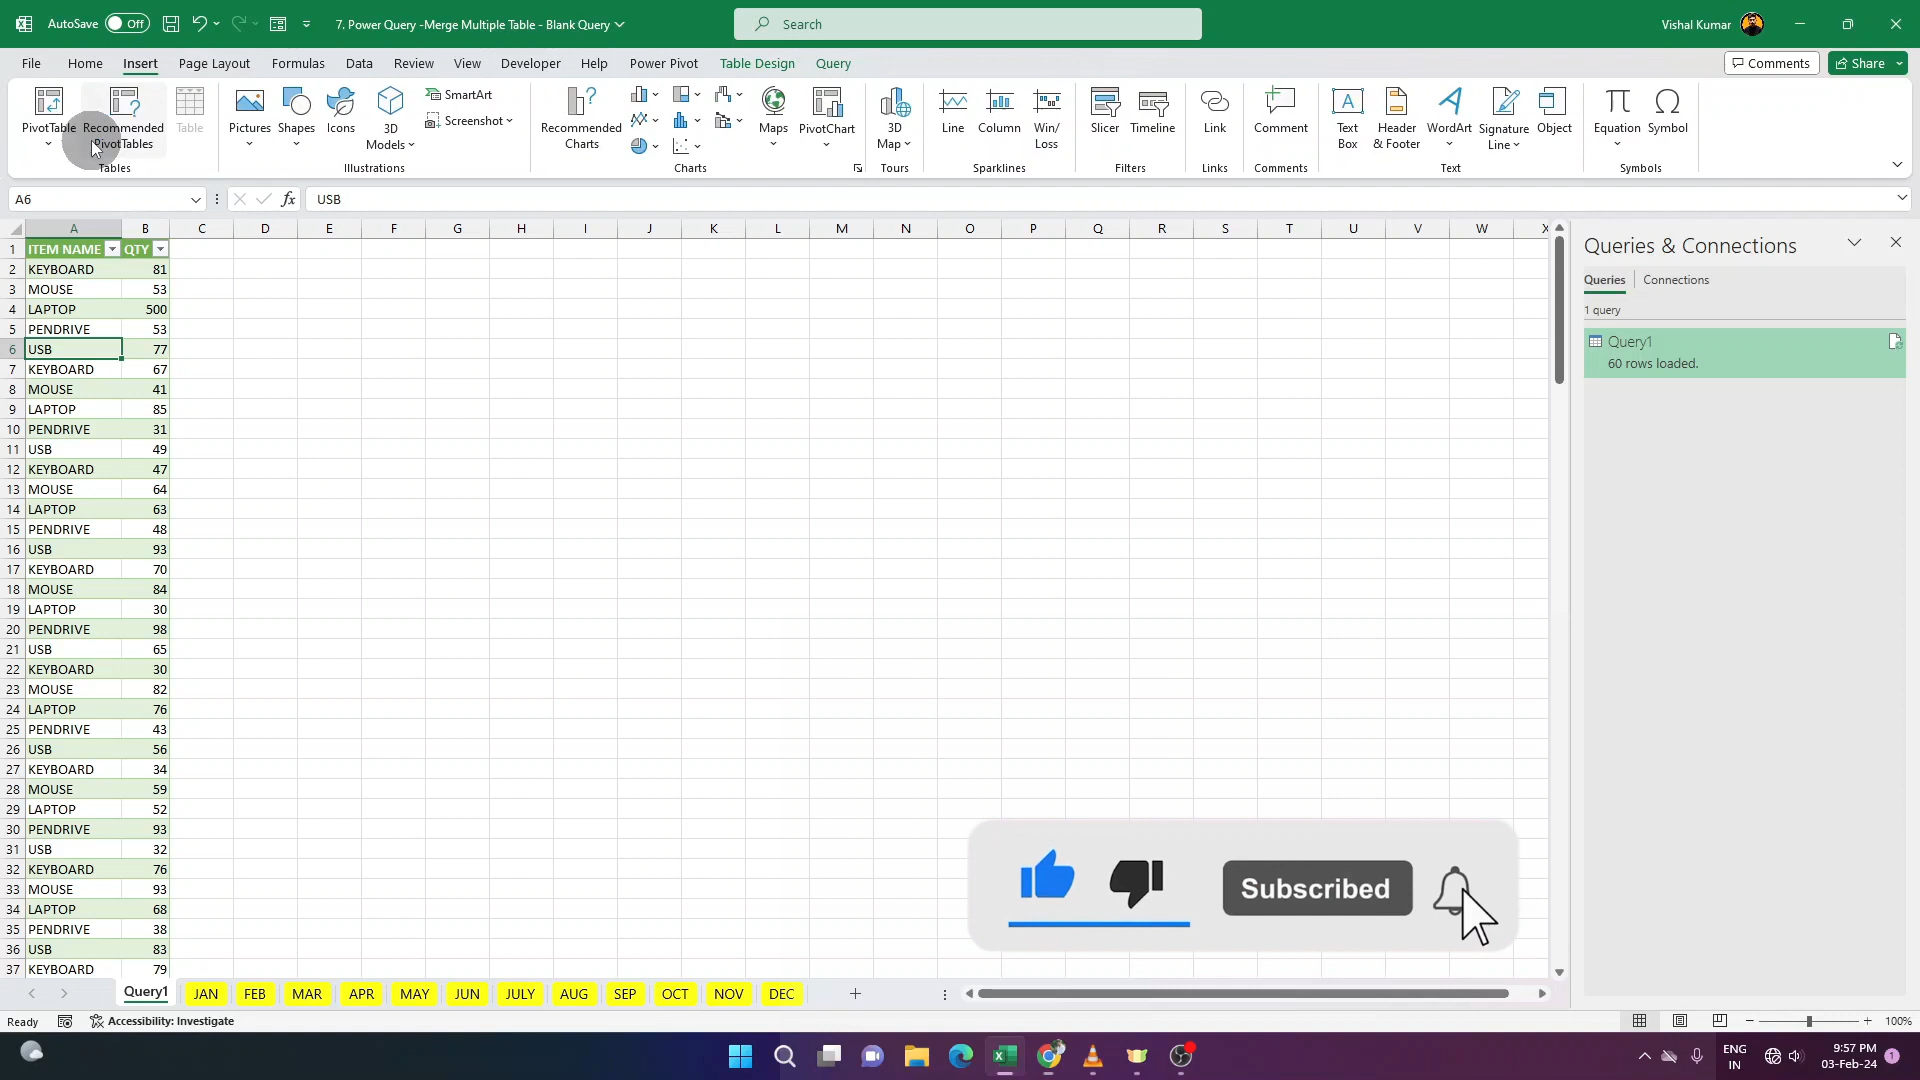 AutoSave Off 7. Power Query -Merge Multiple Table - Blank Query Search Vishal Kumar
File Home Insert Page Layout Formulas Data Review View Developer Help Power Pivot Table Design Query Comments Share
PivotTable Recommended PivotTables Table Pictures Shapes Icons 3D Models SmartArt Screenshot Recommended Charts Maps PivotChart 3D Map Line Column Win/Loss Slicer Timeline Link Comment Text Box Header & Footer WordArt Signature Line Object Equation Symbol
Tables Illustrations Charts Tours Sparklines Filters Links Comments Text Symbols
A6 fx USB
A B C D E F G H I J K L M N O P Q R S T U V W X
1 ITEM NAME QTY
2 KEYBOARD 81
3 MOUSE 53
4 LAPTOP 500
5 PENDRIVE 53
6 USB 77
7 KEYBOARD 67
8 MOUSE 41
9 LAPTOP 85
10 PENDRIVE 31
11 USB 49
12 KEYBOARD 47
13 MOUSE 64
14 LAPTOP 63
15 PENDRIVE 48
16 USB 93
17 KEYBOARD 70
18 MOUSE 84
19 LAPTOP 30
20 PENDRIVE 98
21 USB 65
22 KEYBOARD 30
23 MOUSE 82
24 LAPTOP 76
25 PENDRIVE 43
26 USB 56
27 KEYBOARD 34
28 MOUSE 59
29 LAPTOP 52
30 PENDRIVE 93
31 USB 32
32 KEYBOARD 76
33 MOUSE 93
34 LAPTOP 68
35 PENDRIVE 38
36 USB 83
37 KEYBOARD 79
Queries & Connections
Queries Connections
1 query
Query1
60 rows loaded.
Subscribed
Query1 JAN FEB MAR APR MAY JUN JULY AUG SEP OCT NOV DEC
Ready Accessibility: Investigate 100%
ENG IN 9:57 PM 03-Feb-24 1